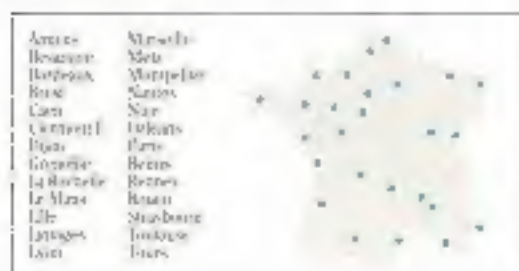 Amiens Marseille
Besançon Metz
Bordeaux Montpellier
Brest Nantes
Caen Nice
Clermont Orléans
Dijon Paris
Grenoble Reims
La Rochelle Rennes
Le Mans Rouen
Lille Strasbourg
Limoges Toulouse
Lyon Tours